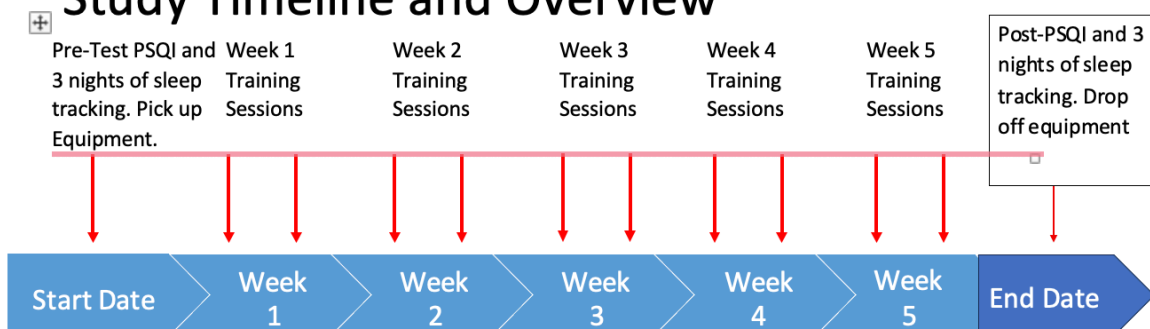 Study Timeline and Overview
Pre-Test PSQI and
3 nights of sleep
tracking. Pick up
Equipment.
Week 1
Training
Sessions
Week 2
Training
Sessions
Week 3
Training
Sessions
Week 4
Training
Sessions
Week 5
Training
Sessions
Post-PSQI and 3
nights of sleep
tracking. Drop
off equipment
Start Date
Week
1
Week
2
Week
3
Week
4
Week
5
End Date